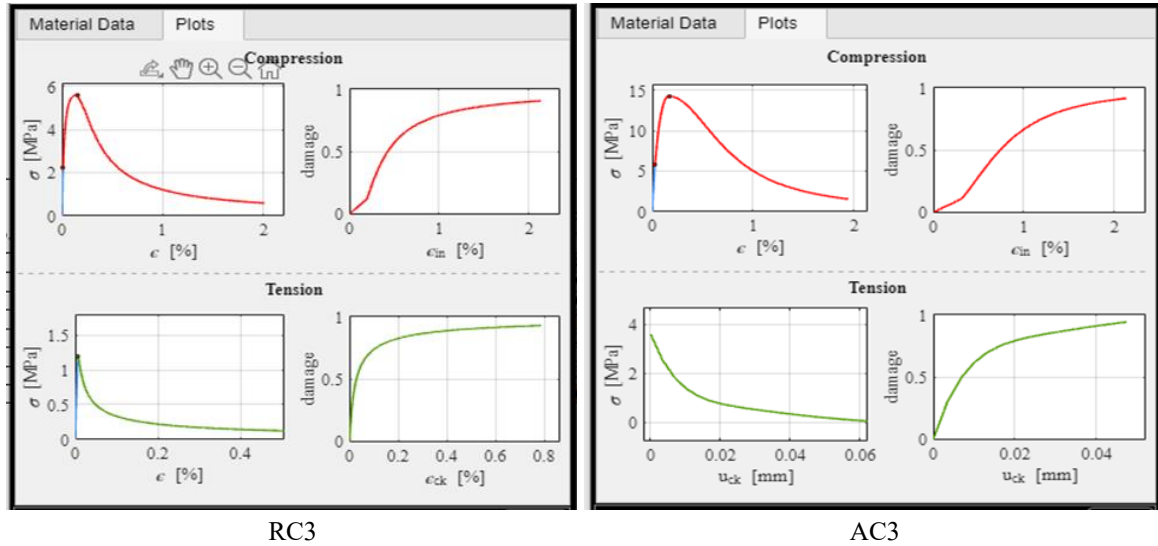 Material Data Plots
Compression
6
4
2
0
σ [MPa]
0 1 2
ϵ [%]
1
0.5
0
damage
0 1 2
ϵin [%]
Tension
1.5
1
0.5
0
σ [MPa]
0 0.2 0.4
ϵ [%]
1
0.5
0
damage
0 0.2 0.4 0.6 0.8
ϵck [%]
RC3
Material Data Plots
Compression
15
10
5
0
σ [MPa]
0 1 2
ϵ [%]
1
0.5
0
damage
0 1 2
ϵin [%]
Tension
4
2
0
σ [MPa]
0 0.02 0.04 0.06
uck [mm]
1
0.5
0
damage
0 0.02 0.04
uck [mm]
AC3